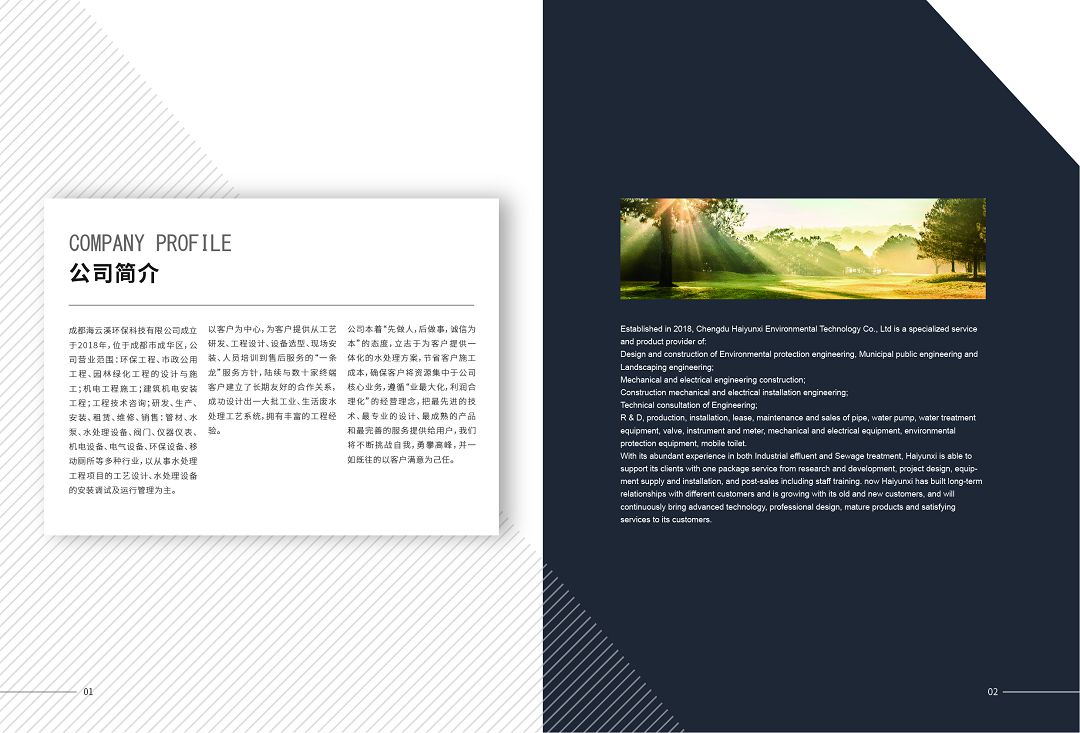 COMPANY PROFILE
公司简介
成都海云溪环保科技有限公司成立
于2018年,位于成都市成华区,公
司营业范围:环保工程、市政公用
工程、园林绿化工程的设计与施
工;机电工程施工;建筑机电安装
工程;工程技术咨询;研发、生产、
安装、租赁、维修、销售:管材、水
泵、水处理设备、阀门、仪器仪表、
机电设备、电气设备、环保设备、移
动厕所等多种行业,以从事水处理
工程项目的工艺设计、水处理设备
的安装调试及运行管理为主。
以客户为中心,为客户提供从工艺
研发、工程设计、设备选型、现场安
装、人员培训到售后服务的“一条
龙”服务方针,陆续与数十家终端
客户建立了长期友好的合作关系,
成功设计出一大批工业、生活废水
处理工艺系统,拥有丰富的工程经
验。
公司本着“先做人,后做事,诚信为
本”的态度,立志于为客户提供一
体化的水处理方案,节省客户施工
成本,确保客户将资源集中于公司
核心业务,遵循“业最大化,利润合
理化”的经营理念,把最先进的技
术、最专业的设计、最成熟的产品
和最完善的服务提供给用户,我们
将不断挑战自我,勇攀高峰,并一
如既往的以客户满意为己任。
01
Established in 2018, Chengdu Haiyunxi Environmental Technology Co., Ltd is a specialized service
and product provider of:
Design and construction of Environmental protection engineering, Municipal public engineering and
Landscaping engineering;
Mechanical and electrical engineering construction;
Construction mechanical and electrical installation engineering;
Technical consultation of Engineering;
R & D, production, installation, lease, maintenance and sales of pipe, water pump, water treatment
equipment, valve, instrument and meter, mechanical and electrical equipment, environmental
protection equipment, mobile toilet.
With its abundant experience in both Industrial effluent and Sewage treatment, Haiyunxi is able to
support its clients with one package service from research and development, project design, equip-
ment supply and installation, and post-sales including staff training. now Haiyunxi has built long-term
relationships with different customers and is growing with its old and new customers, and will
continuously bring advanced technology, professional design, mature products and satisfying
services to its customers.
02